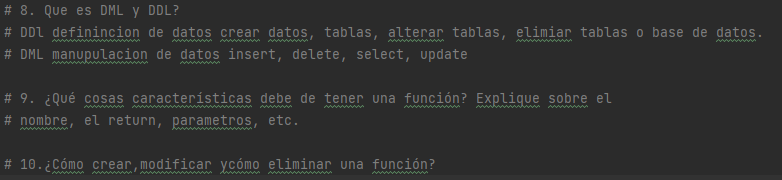 # 8. Que es DML y DDL?
# DDl definincion de datos crear datos, tablas, alterar tablas, elimiar tablas o base de datos.
# DML manupulacion de datos insert, delete, select, update
# 9. ¿Qué cosas características debe de tener una función? Explique sobre el
# nombre, el return, parametros, etc.
# 10.¿Cómo crear,modificar ycómo eliminar una función?